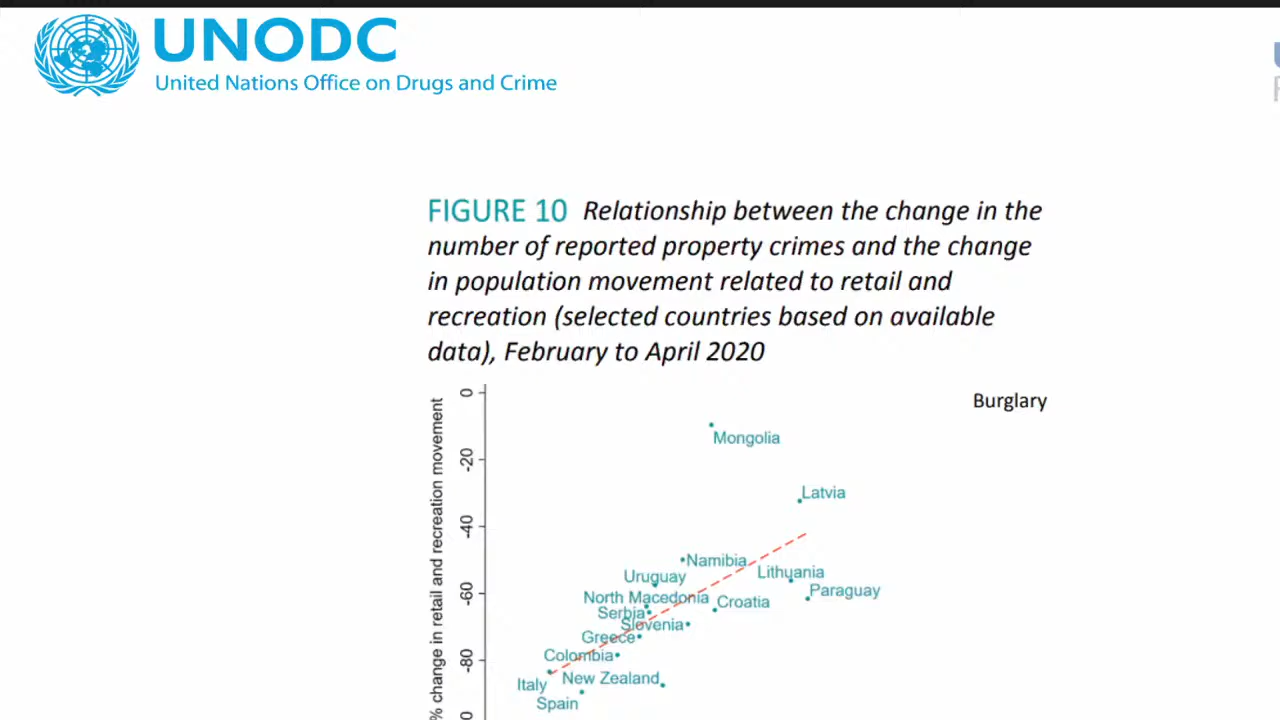 UNODC
United Nations Office on Drugs and Crime
FIGURE 10 Relationship between the change in the
number of reported property crimes and the change
in population movement related to retail and
recreation (selected countries based on available
data), February to April 2020
Burglary
% change in retail and recreation movement
0
-20
-40
-60
-80
0
Mongolia
Latvia
Namibia
Lithuania
Uruguay
Paraguay
North Macedonia
Croatia
Serbia
Slovenia
Greece
Colombia
New Zealand
Italy
Spain